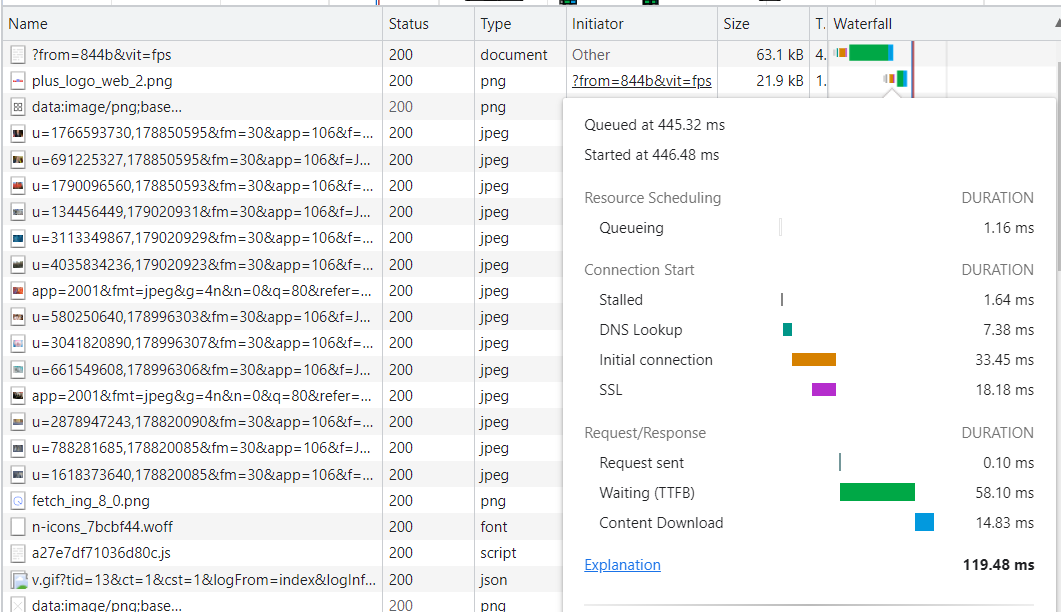 Name Status Type Initiator Size T. Waterfall
?from=844b&vit=fps 200 document Other 63.1 kB 4.
plus_logo_web_2.png 200 png ?from=844b&vit=fps 21.9 kB 1.
data:image/png;base... 200 png
u=1766593730,178850595&fm=30&app=106&f=... 200 jpeg
u=691225327,178850595&fm=30&app=106&f=J... 200 jpeg
u=1790096560,178850593&fm=30&app=106&f=... 200 jpeg
u=134456449,179020931&fm=30&app=106&f=J... 200 jpeg
u=3113349867,179020929&fm=30&app=106&f=... 200 jpeg
u=4035834236,179020923&fm=30&app=106&f=... 200 jpeg
app=2001&fmt=jpeg&g=4n&n=0&q=80&refer=... 200 jpeg
u=580250640,178996303&fm=30&app=106&f=J... 200 jpeg
u=3041820890,178996307&fm=30&app=106&f=... 200 jpeg
u=661549608,178996306&fm=30&app=106&f=J... 200 jpeg
app=2001&fmt=jpeg&g=4n&n=0&q=80&refer=... 200 jpeg
u=2878947243,178820090&fm=30&app=106&f=... 200 jpeg
u=788281685,178820085&fm=30&app=106&f=J... 200 jpeg
u=1618373640,178820085&fm=30&app=106&f=... 200 jpeg
fetch_ing_8_0.png 200 png
n-icons_7bcbf44.woff 200 font
a27e7df71036d80c.js 200 script
v.gif?tid=13&ct=1&cst=1&logFrom=index&logInf... 200 json
data:image/png;base... 200 png
Queued at 445.32 ms
Started at 446.48 ms
Resource Scheduling DURATION
Queueing 1.16 ms
Connection Start DURATION
Stalled 1.64 ms
DNS Lookup 7.38 ms
Initial connection 33.45 ms
SSL 18.18 ms
Request/Response DURATION
Request sent 0.10 ms
Waiting (TTFB) 58.10 ms
Content Download 14.83 ms
Explanation 119.48 ms